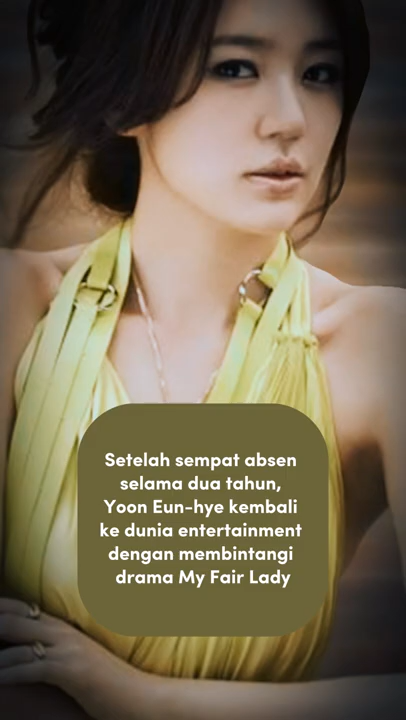 Setelah sempat absen
selama dua tahun,
Yoon Eun-hye kembali
ke dunia entertainment
dengan membintangi
drama My Fair Lady